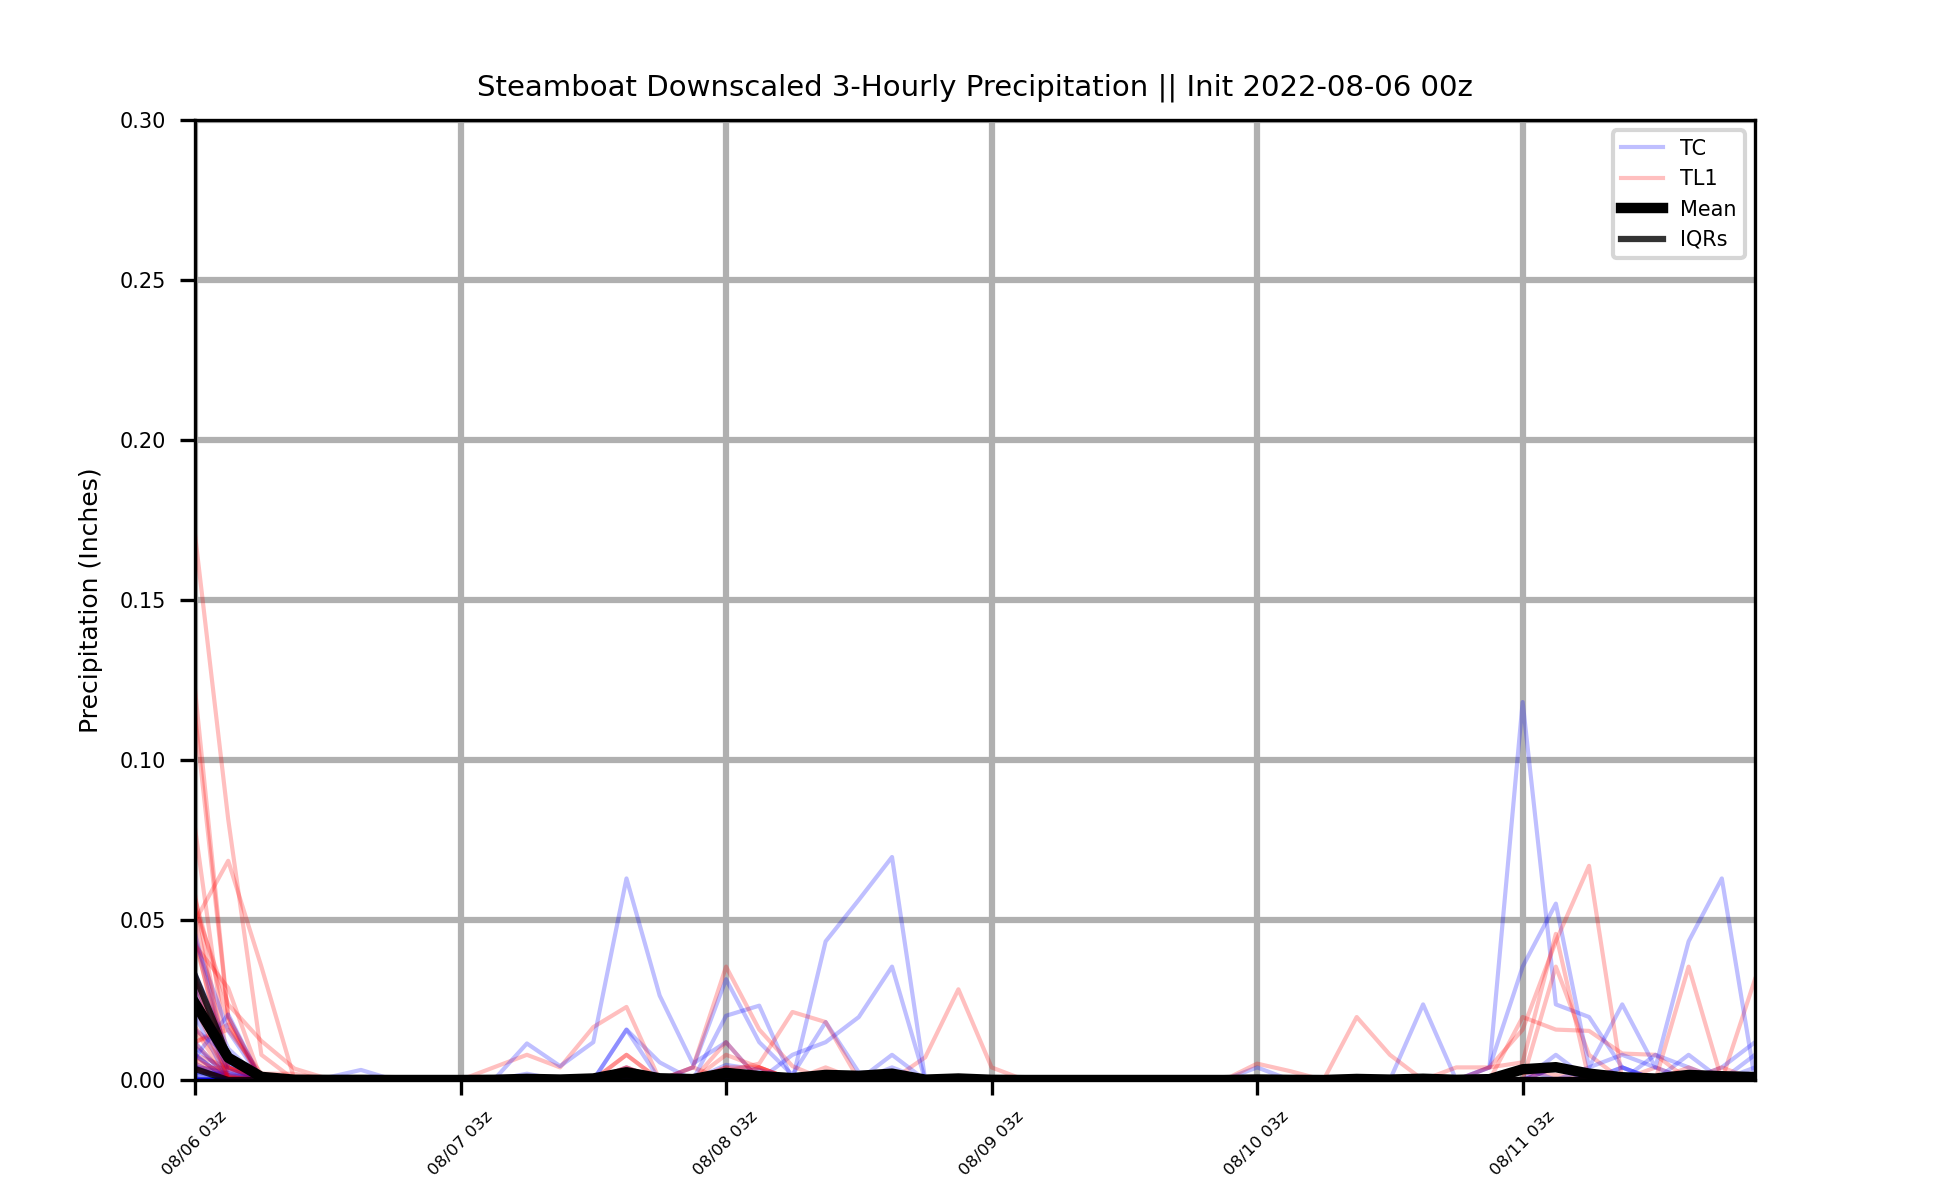 Steamboat Downscaled 3-Hourly Precipitation || Init 2022-08-06 00z
TC
TL1
Mean
IQRs
Precipitation (Inches)
0.30
0.25
0.20
0.15
0.10
0.05
0.00
08/06 03z
08/07 03z
08/08 03z
08/09 03z
08/10 03z
08/11 03z